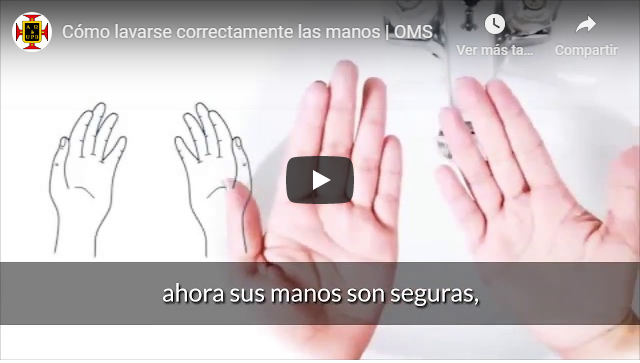 Cómo lavarse correctamente las manos | OMS
Ver más ta...
Compartir
ahora sus manos son seguras,